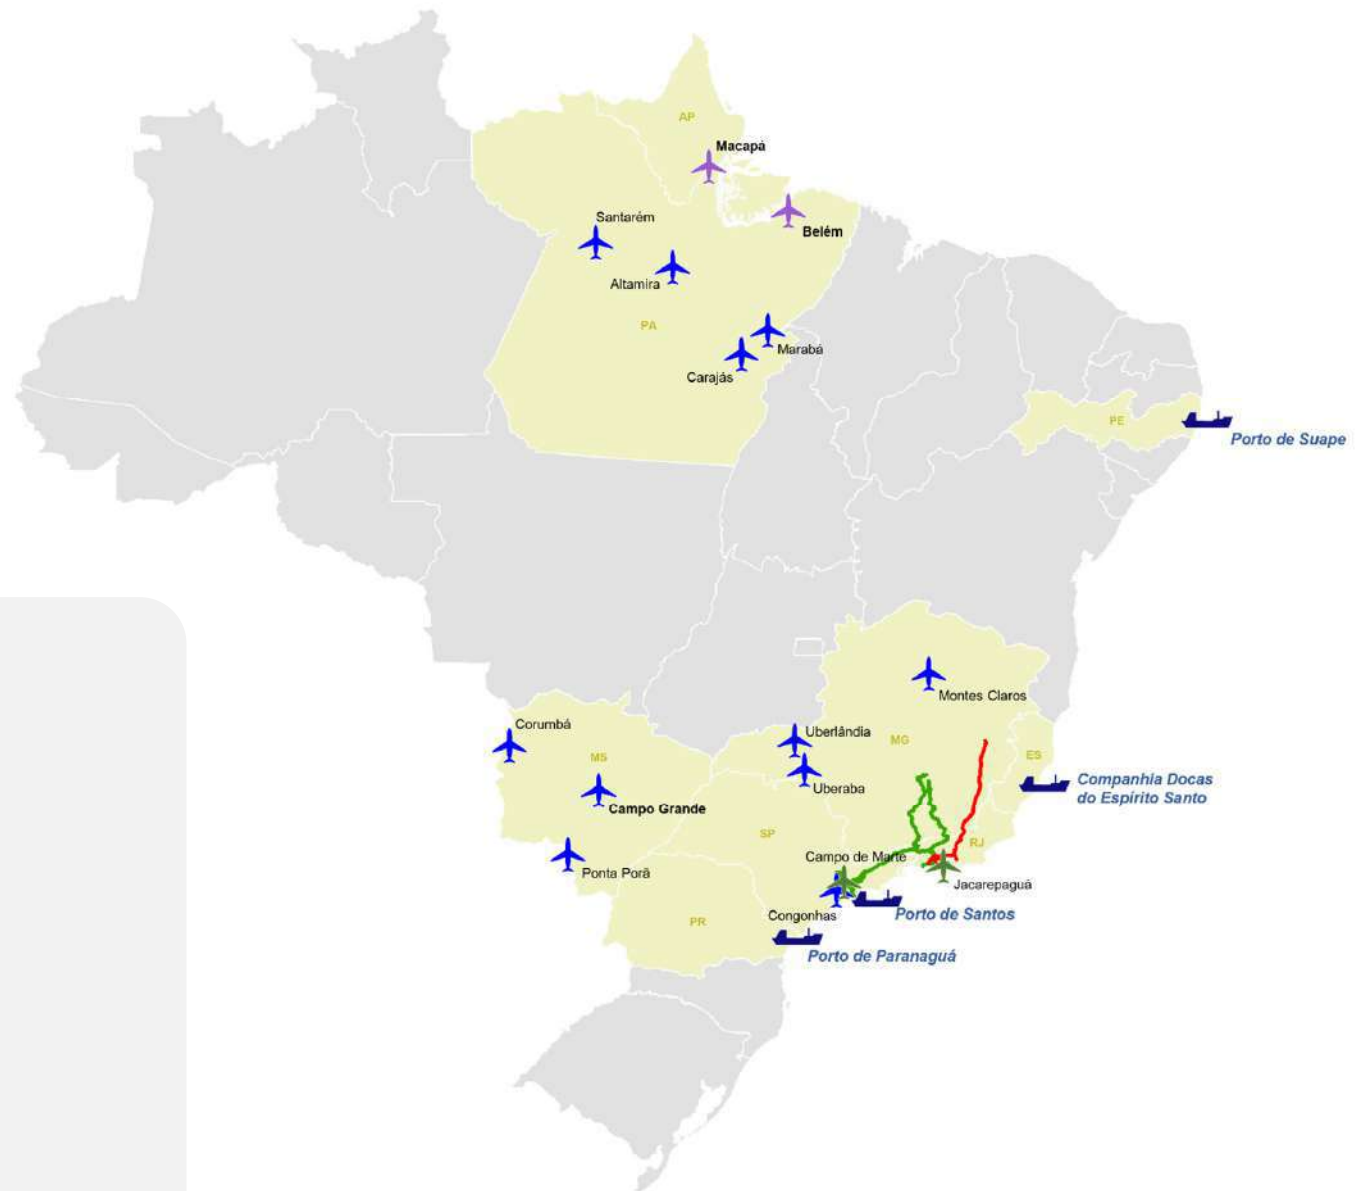 AP
Macapá
Santarém
Belém
Altamira
PA
Marabá
Carajás
PE
Porto de Suape
Montes Claros
Corumbá
Uberlândia
MG
MS
ES
Companhia Docas
do Espírito Santo
Uberaba
Campo Grande
SP
RJ
Campo de Marte
Ponta Porã
Jacarepaguá
Congonhas
Porto de Santos
PR
Porto de Paranaguá